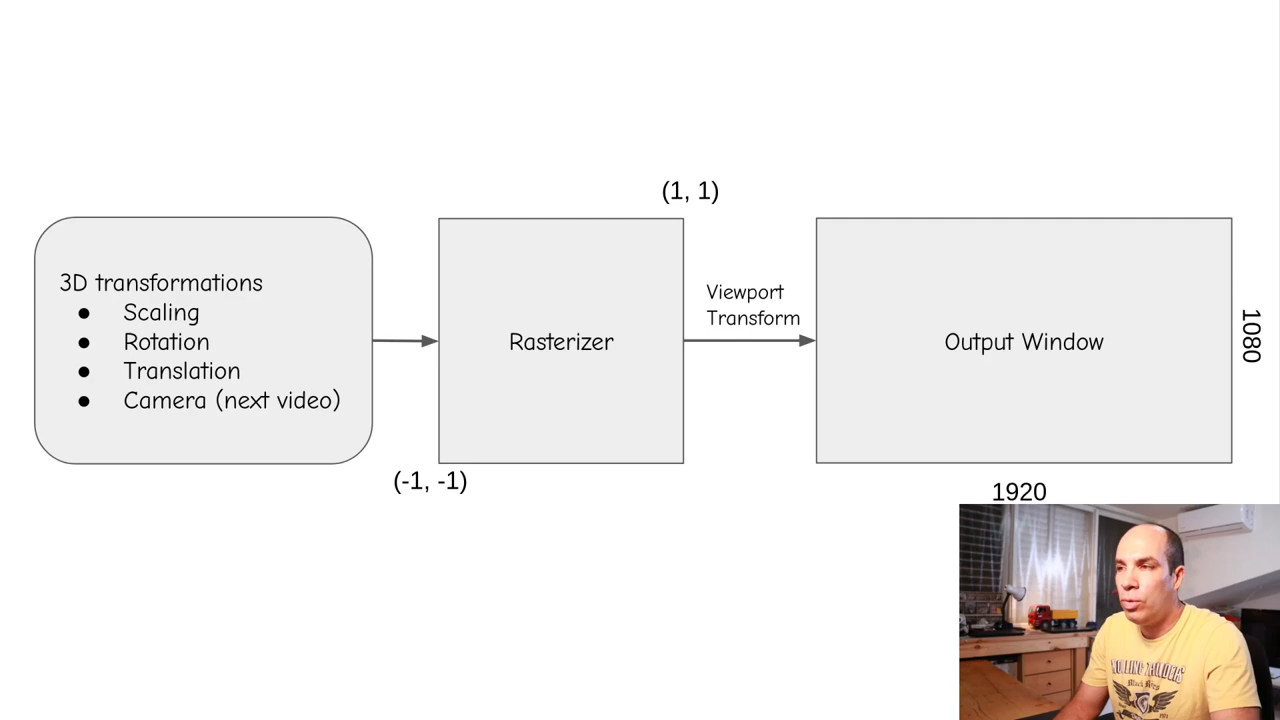 (1, 1)
3D transformations
● Scaling
● Rotation
● Translation
● Camera (next video)
Rasterizer
Viewport
Transform
Output Window
1080
(-1, -1)
1920